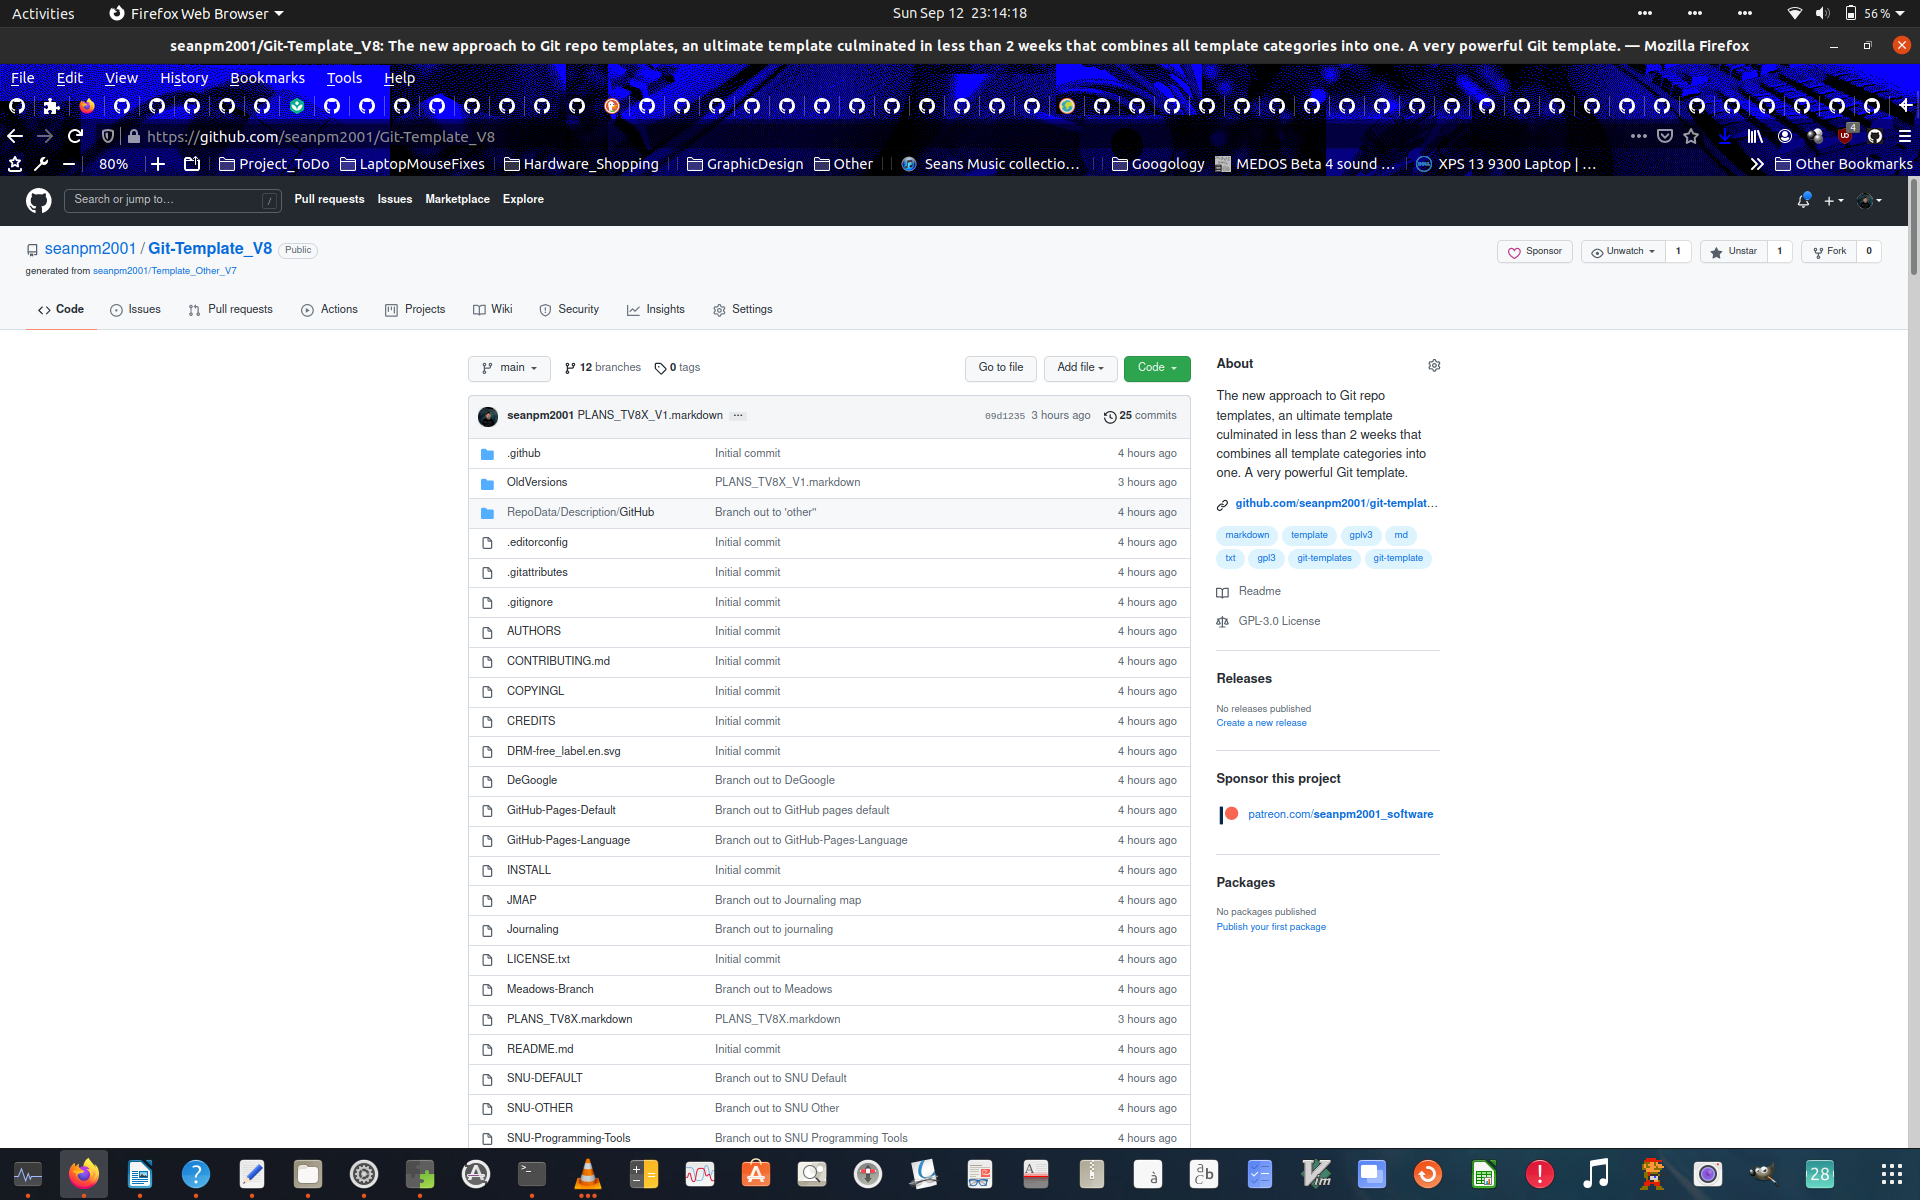 Activities Firefox Web Browser Sun Sep 12 23:14:18 56 %
seanpm2001/Git-Template_V8: The new approach to Git repo templates, an ultimate template culminated in less than 2 weeks that combines all template categories into one. A very powerful Git template. — Mozilla Firefox
File Edit View History Bookmarks Tools Help
https://github.com/seanpm2001/Git-Template_V8 4
80% Project_ToDo LaptopMouseFixes Hardware_Shopping GraphicDesign Other Seans Music collectio… Googology MEDOS Beta 4 sound … XPS 13 9300 Laptop | … Other Bookmarks
Search or jump to… / Pull requests Issues Marketplace Explore
seanpm2001 / Git-Template_V8 Public Sponsor Unwatch 1 Unstar 1 Fork 0
generated from seanpm2001/Template_Other_V7
Code Issues Pull requests Actions Projects Wiki Security Insights Settings
main 12 branches 0 tags Go to file Add file Code
seanpm2001 PLANS_TV8X_V1.markdown ... 09d1235 3 hours ago 25 commits
.github Initial commit 4 hours ago
OldVersions PLANS_TV8X_V1.markdown 3 hours ago
RepoData/Description/GitHub Branch out to 'other" 4 hours ago
.editorconfig Initial commit 4 hours ago
.gitattributes Initial commit 4 hours ago
.gitignore Initial commit 4 hours ago
AUTHORS Initial commit 4 hours ago
CONTRIBUTING.md Initial commit 4 hours ago
COPYINGL Initial commit 4 hours ago
CREDITS Initial commit 4 hours ago
DRM-free_label.en.svg Initial commit 4 hours ago
DeGoogle Branch out to DeGoogle 4 hours ago
GitHub-Pages-Default Branch out to GitHub pages default 4 hours ago
GitHub-Pages-Language Branch out to GitHub-Pages-Language 4 hours ago
INSTALL Initial commit 4 hours ago
JMAP Branch out to Journaling map 4 hours ago
Journaling Branch out to journaling 4 hours ago
LICENSE.txt Initial commit 4 hours ago
Meadows-Branch Branch out to Meadows 4 hours ago
PLANS_TV8X.markdown PLANS_TV8X.markdown 3 hours ago
README.md Initial commit 4 hours ago
SNU-DEFAULT Branch out to SNU Default 4 hours ago
SNU-OTHER Branch out to SNU Other 4 hours ago
SNU-Programming-Tools Branch out to SNU Programming Tools 4 hours ago
About
The new approach to Git repo
templates, an ultimate template
culminated in less than 2 weeks that
combines all template categories into
one. A very powerful Git template.
github.com/seanpm2001/git-templat…
markdown template gplv3 md
txt gpl3 git-templates git-template
Readme
GPL-3.0 License
Releases
No releases published
Create a new release
Sponsor this project
patreon.com/seanpm2001_software
Packages
No packages published
Publish your first package
28